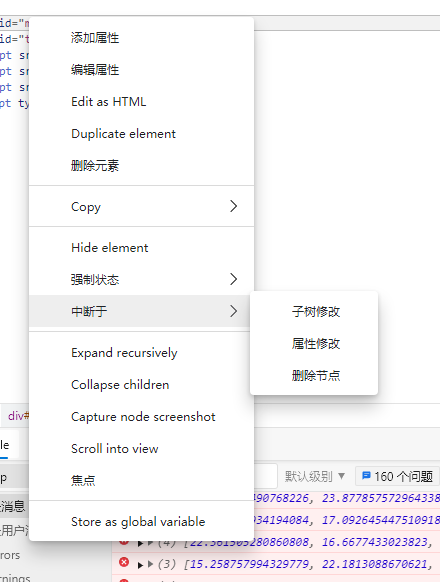 id="m
添加属性
id="t
编辑属性
pt sr
pt sr
Edit as HTML
pt sr
pt ty
Duplicate element
删除元素
Copy
Hide element
强制状态
中断于
子树修改
属性修改
删除节点
Expand recursively
Collapse children
Capture node screenshot
Scroll into view
焦点
Store as global variable
div#
le
p
默认级别 ▼
160 个问题
消息
490768226, 23.877857572964338
用户消
934194084, 17.092645447510918
rors
(4) [22.361505280860808, 16.6677433023823,
(3) [15.258757994329779, 22.1813088670621,
rnings